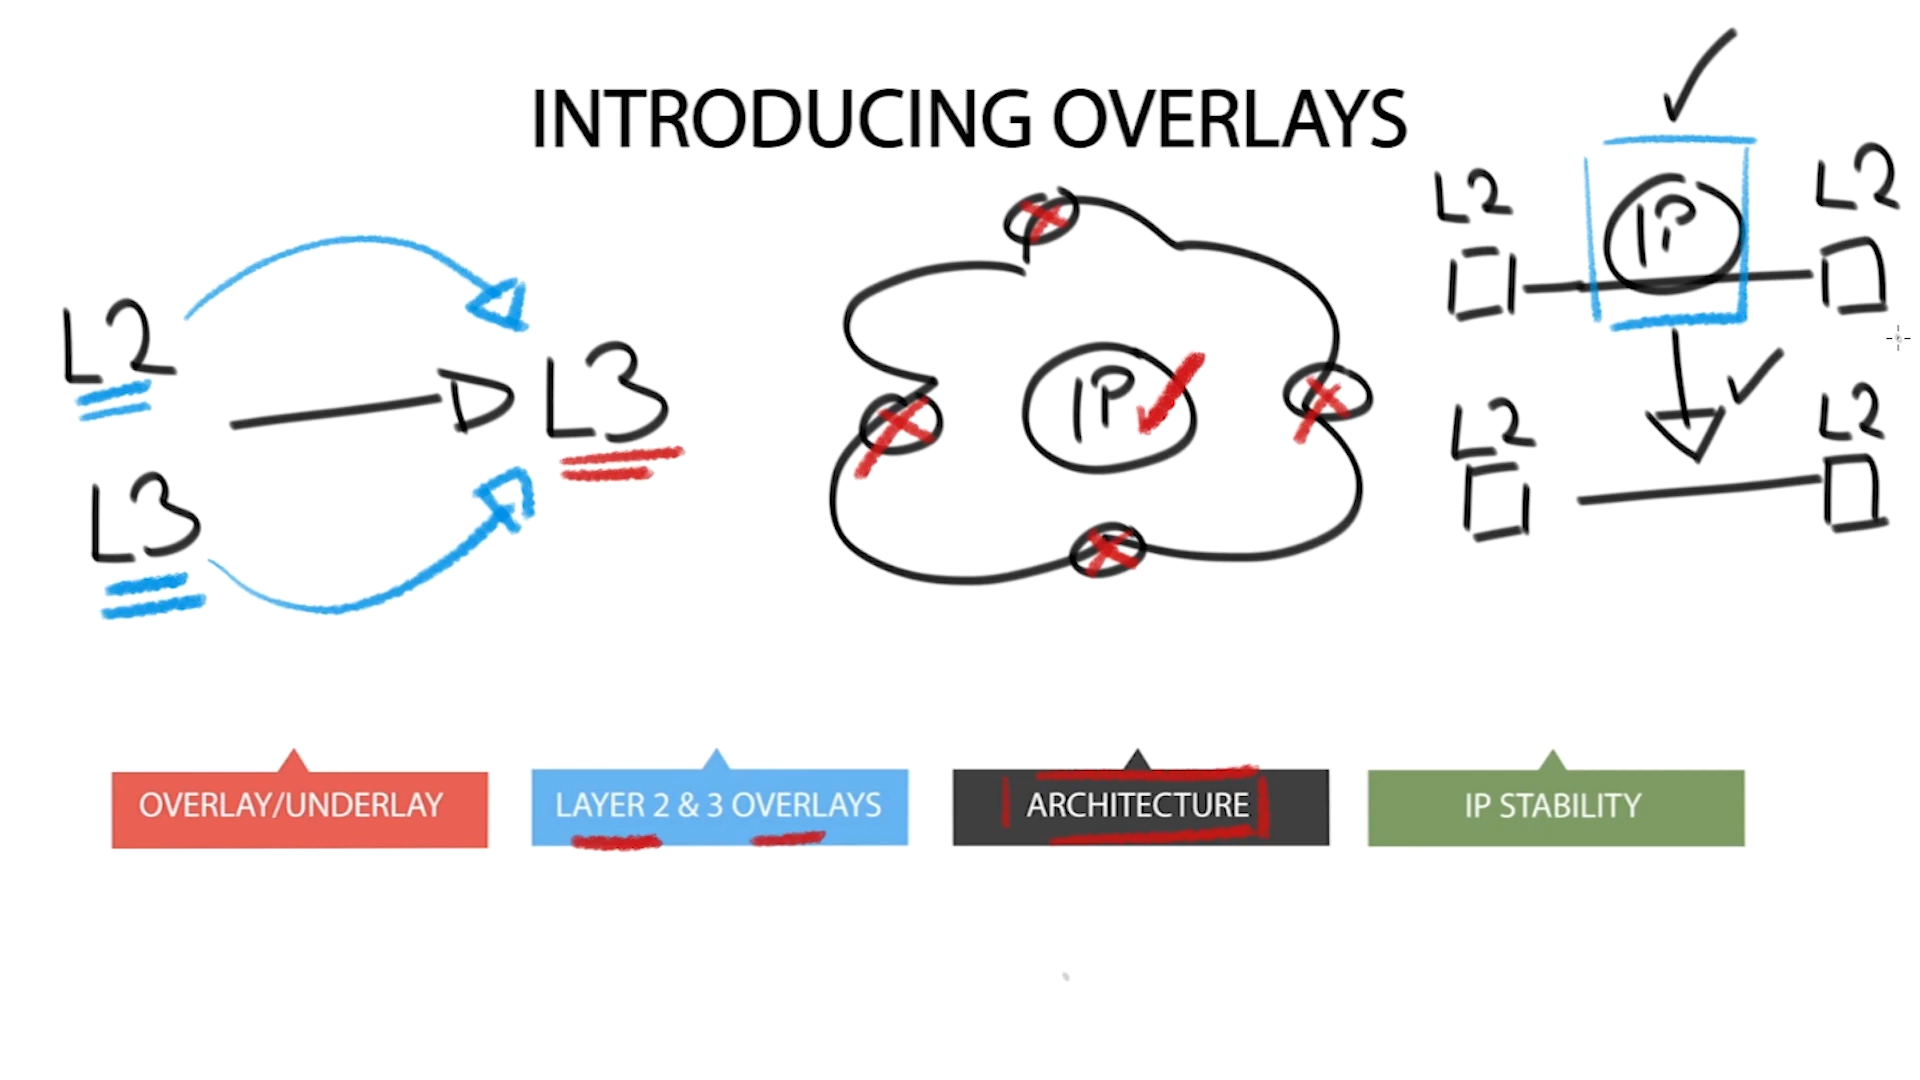 INTRODUCING OVERLAYS
L2
L3
L3
IP
L2
IP
L2
L2
L2
OVERLAY/UNDERLAY
LAYER 2 & 3 OVERLAYS
ARCHITECTURE
IP STABILITY